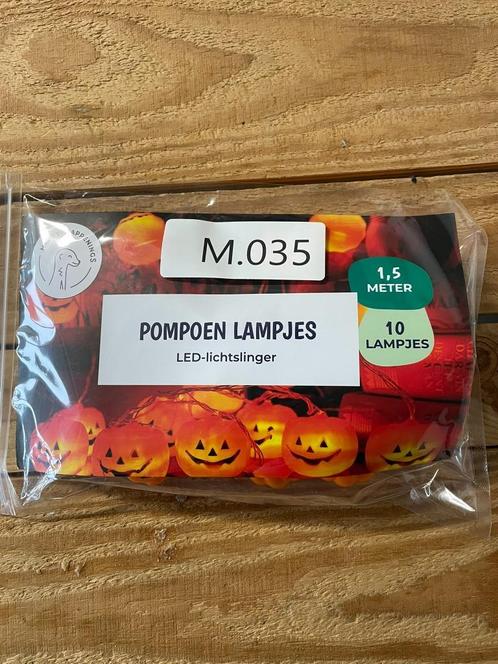 M.035
1,5
METER
10
LAMPJES
POMPOEN LAMPJES
LED-lichtslinger